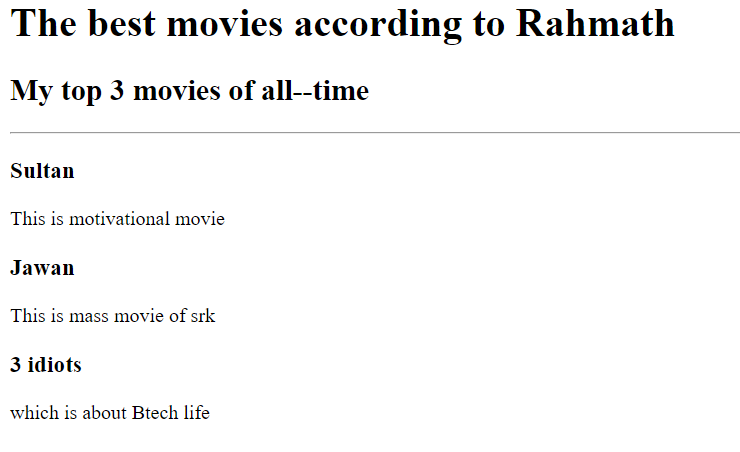 The best movies according to Rahmath
My top 3 movies of all--time
Sultan
This is motivational movie
Jawan
This is mass movie of srk
3 idiots
which is about Btech life